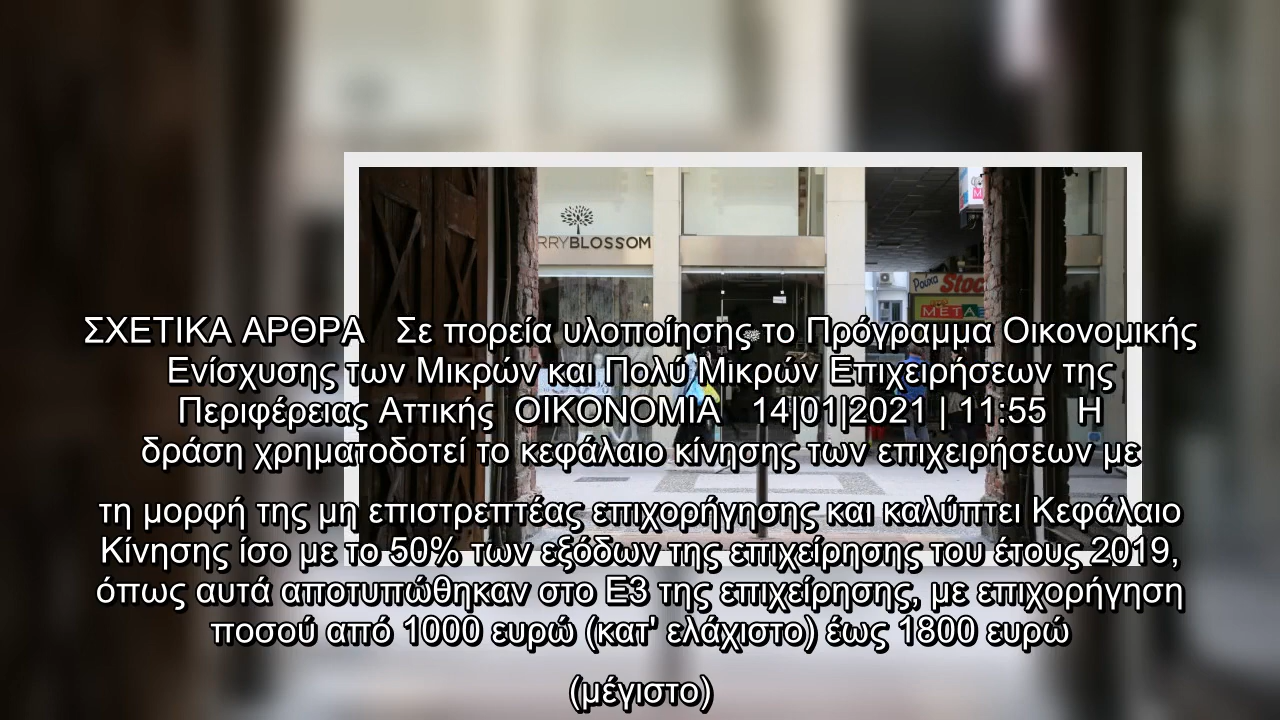 RRYBLOSSOM
Ρούχα Stoc
ΜΕΤΑΞ
ΣΧΕΤΙΚΑ ΑΡΘΡΑ Σε πορεία υλοποίησης το Πρόγραμμα Οικονομικής
Ενίσχυσης των Μικρών και Πολύ Μικρών Επιχειρήσεων της
Περιφέρειας Αττικής ΟΙΚΟΝΟΜΙΑ 14|01|2021 | 11:55 Η
δράση χρηματοδοτεί το κεφάλαιο κίνησης των επιχειρήσεων με
τη μορφή της μη επιστρεπτέας επιχορήγησης και καλύπτει Κεφάλαιο
Κίνησης ίσο με το 50% των εξόδων της επιχείρησης του έτους 2019,
όπως αυτά αποτυπώθηκαν στο Ε3 της επιχείρησης, με επιχορήγηση
ποσού από 1000 ευρώ (κατ' ελάχιστο) έως 1800 ευρώ
(μέγιστο)